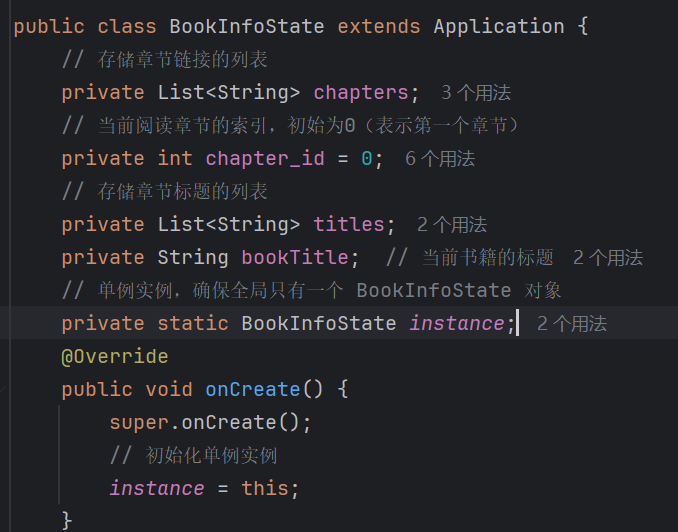 public class BookInfoState extends Application {
// 存储章节链接的列表
private List<String> chapters; 3 个用法
// 当前阅读章节的索引，初始为0（表示第一个章节）
private int chapter_id = 0; 6 个用法
// 存储章节标题的列表
private List<String> titles; 2 个用法
private String bookTitle; // 当前书籍的标题 2 个用法
// 单例实例，确保全局只有一个 BookInfoState 对象
private static BookInfoState instance; 2 个用法
@Override
public void onCreate() {
super.onCreate();
// 初始化单例实例
instance = this;
}